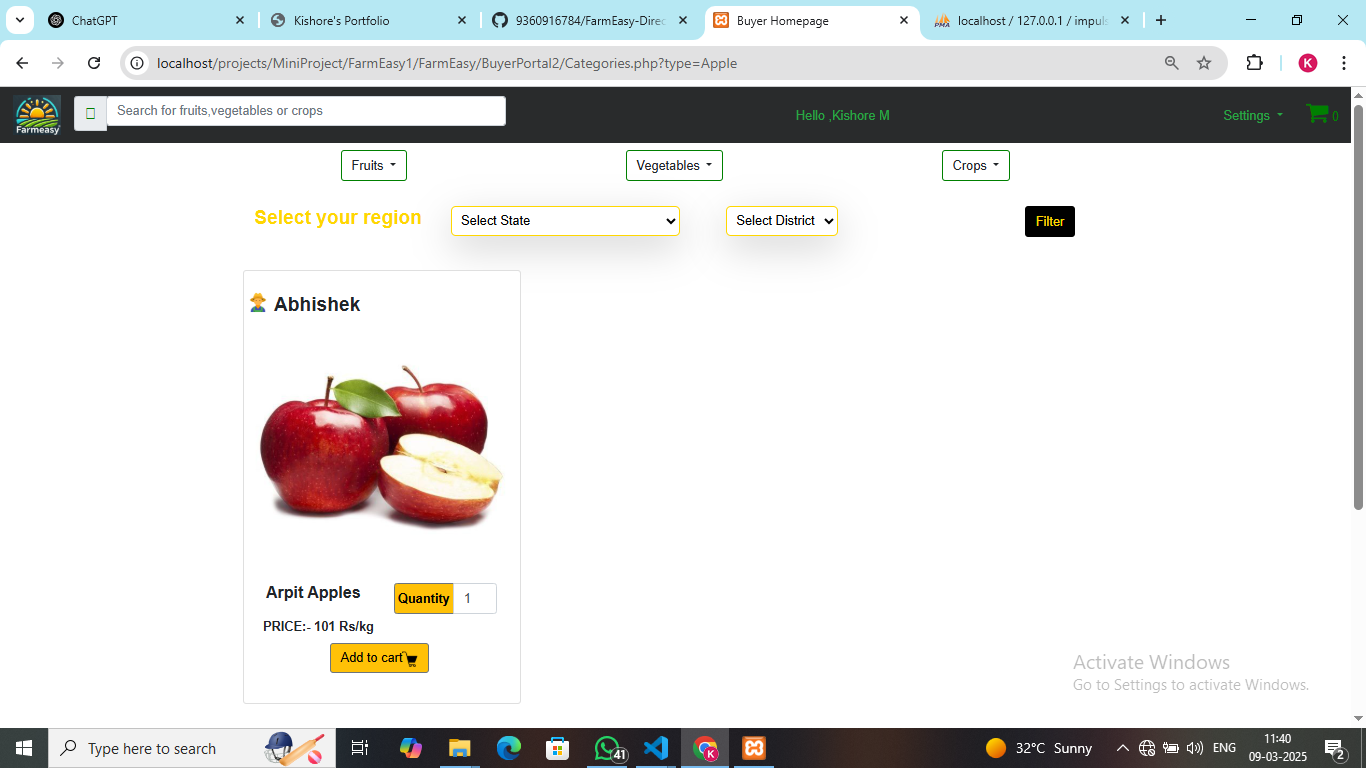 ChatGPT
Kishore's Portfolio
9360916784/FarmEasy-Direc
Buyer Homepage
PMA
localhost / 127.0.0.1 / impuls
localhost/projects/MiniProject/FarmEasy1/FarmEasy/BuyerPortal2/Categories.php?type=Apple
K
Farmeasy
Search for fruits,vegetables or crops
Hello ,Kishore M
Settings
0
Fruits
Vegetables
Crops
Select your region
Select State
Select District
Filter
Abhishek
Arpit Apples
Quantity 1
PRICE:- 101 Rs/kg
Add to cart
Activate Windows
Go to Settings to activate Windows.
Type here to search
41
K
32°C Sunny
ENG
11:40
09-03-2025
2